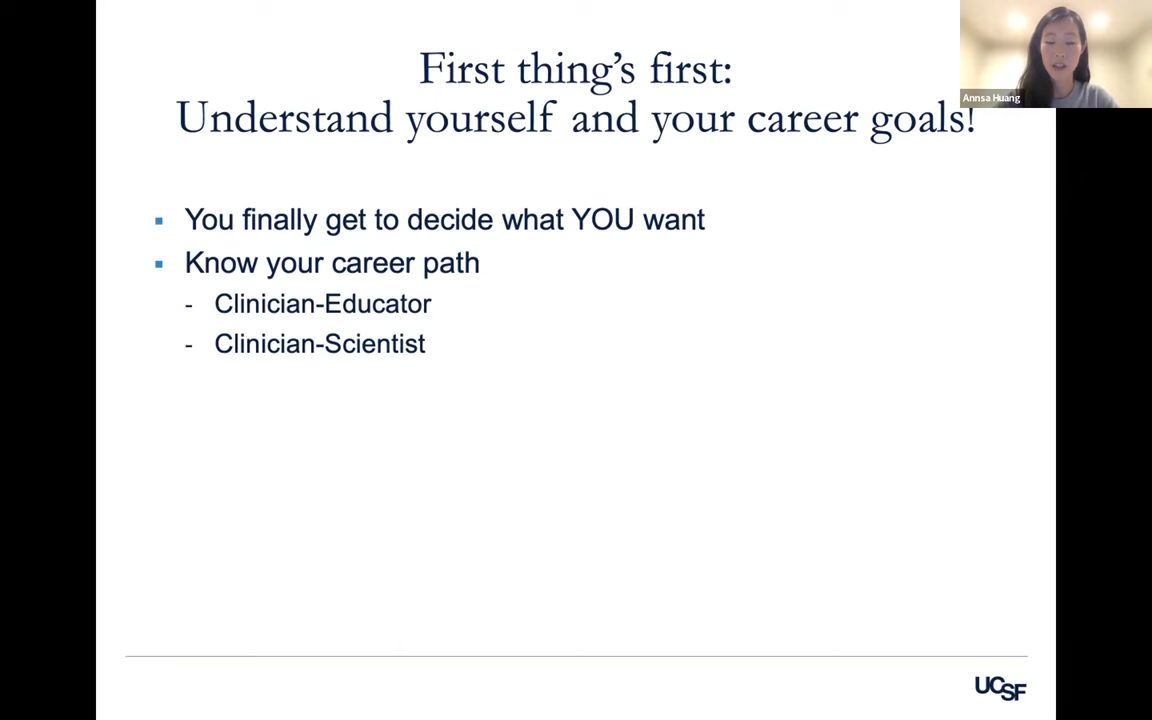 First thing’s first:
Understand yourself and your career goals!
Annsa Huang
▪ You finally get to decide what YOU want
▪ Know your career path
- Clinician-Educator
- Clinician-Scientist
UCSF